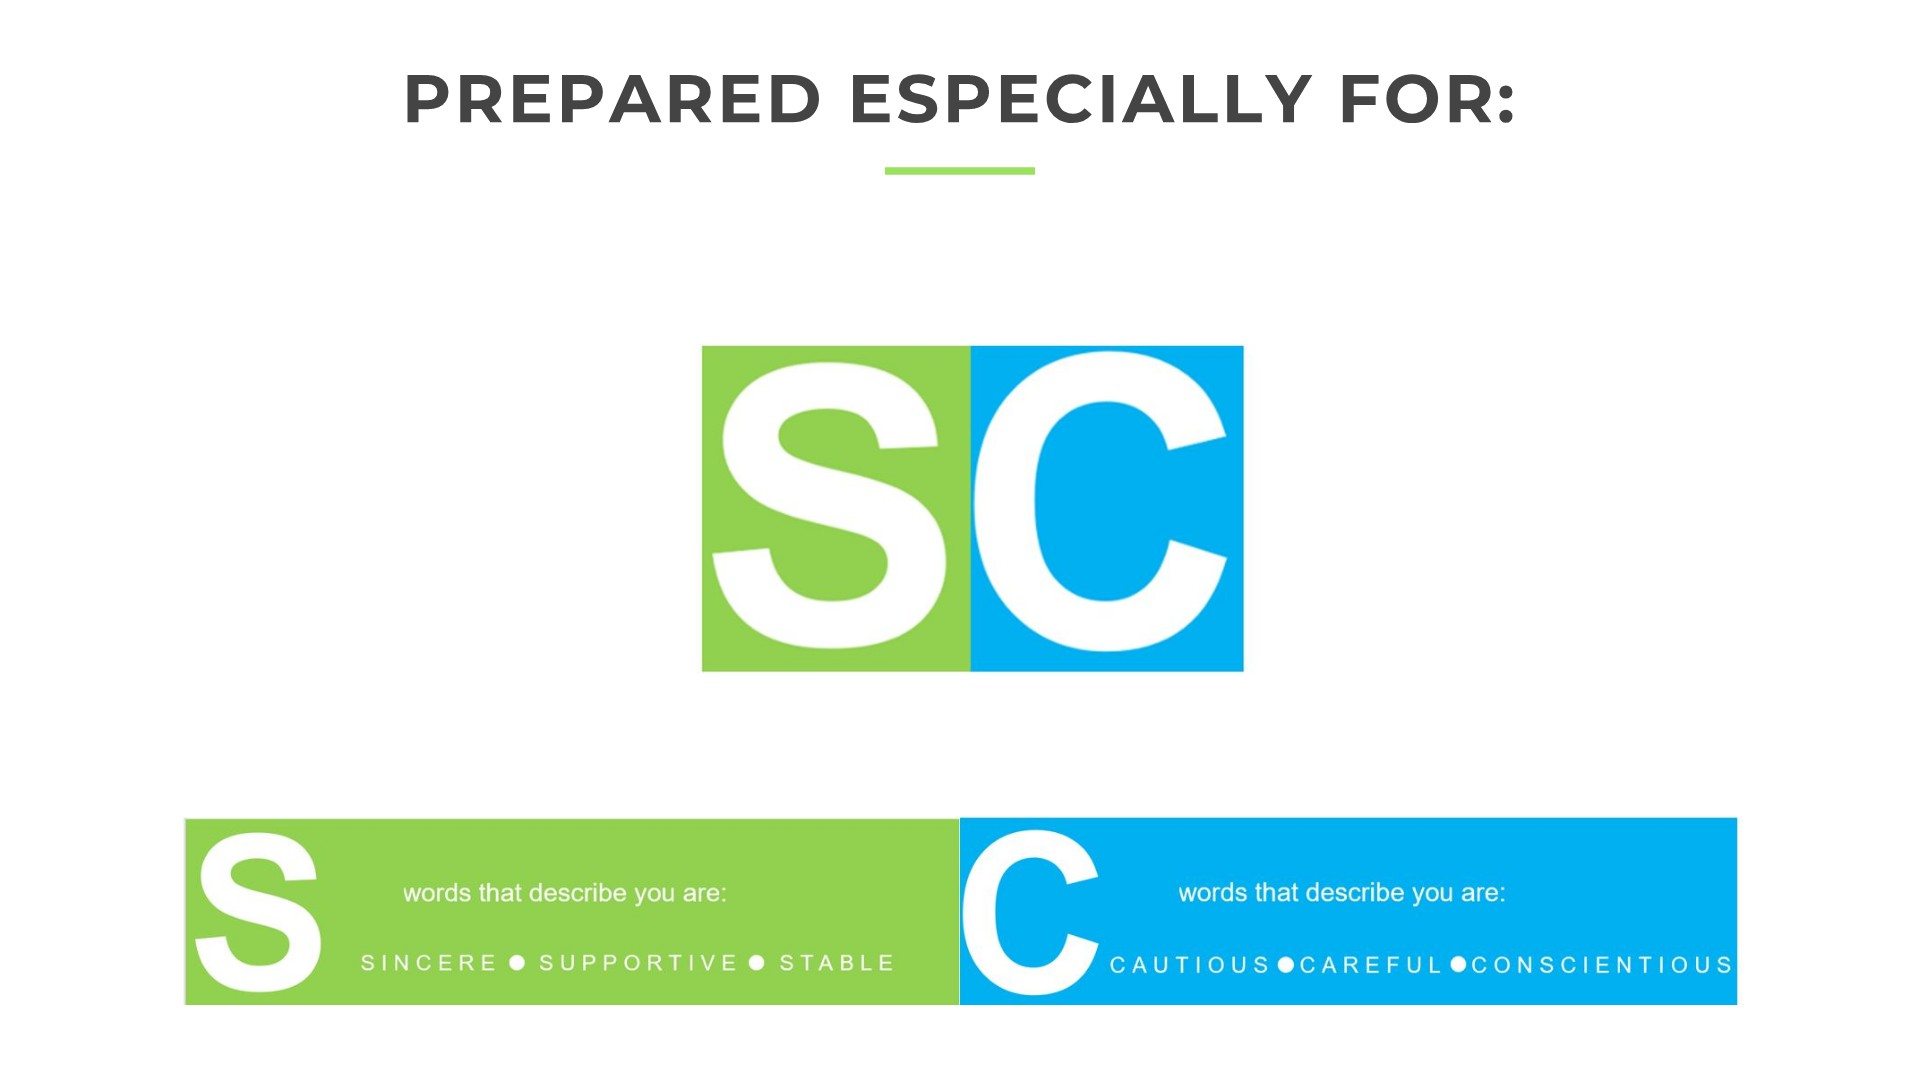 PREPARED ESPECIALLY FOR:
SC
S
words that describe you are:
SINCERE ● SUPPORTIVE ● STABLE
C
words that describe you are:
CAUTIOUS ●CAREFUL ●CONSCIENTIOUS